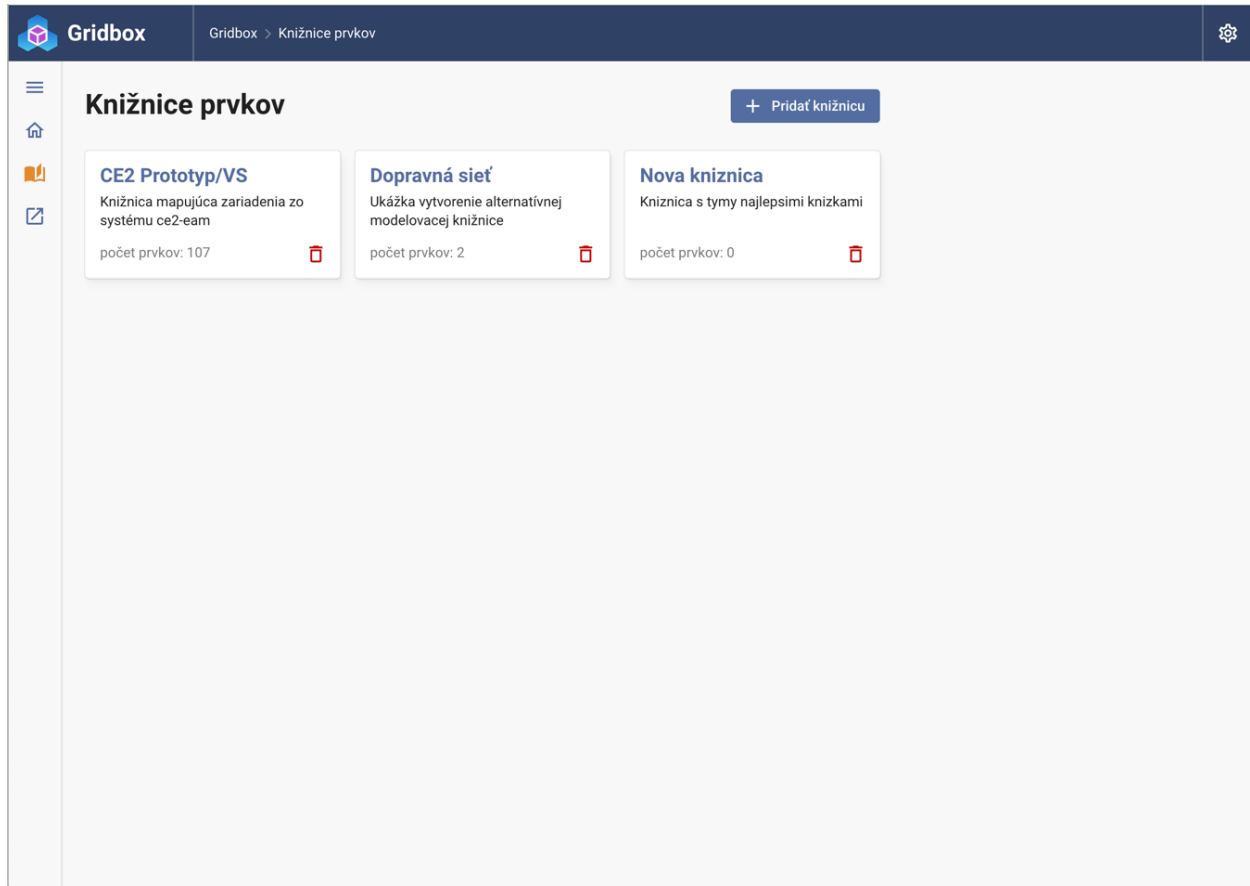 Gridbox
Gridbox > Knižnice prvkov
Knižnice prvkov
+ Pridať knižnicu
CE2 Prototyp/VS
Knižnica mapujúca zariadenia zo
systému ce2-eam
počet prvkov: 107
Dopravná sieť
Ukážka vytvorenie alternatívnej
modelovacej knižnice
počet prvkov: 2
Nova kniznica
Kniznica s tymy najlepsimi knizkami
počet prvkov: 0